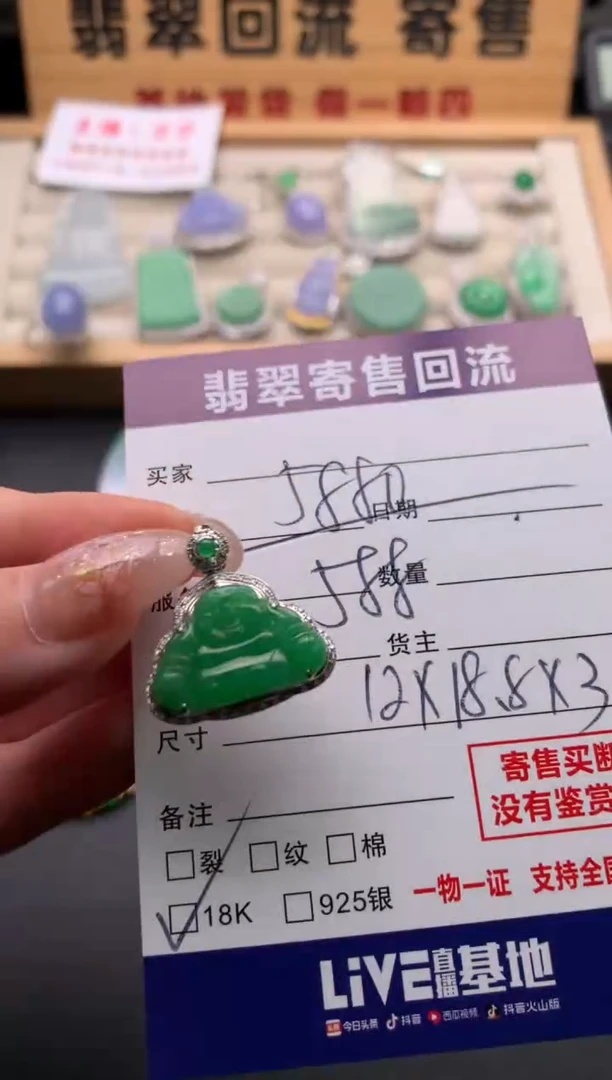 翡翠回流 寄售
翡翠寄售回流
买家
5880
日期
588
数量
货主
12X18.8X3
尺寸
备注
寄售买断
没有鉴赏
裂 纹 棉
18K 925银
一物一证 支持全国
LiVE直播基地
今日头条 抖音 西瓜视频 抖音火山版